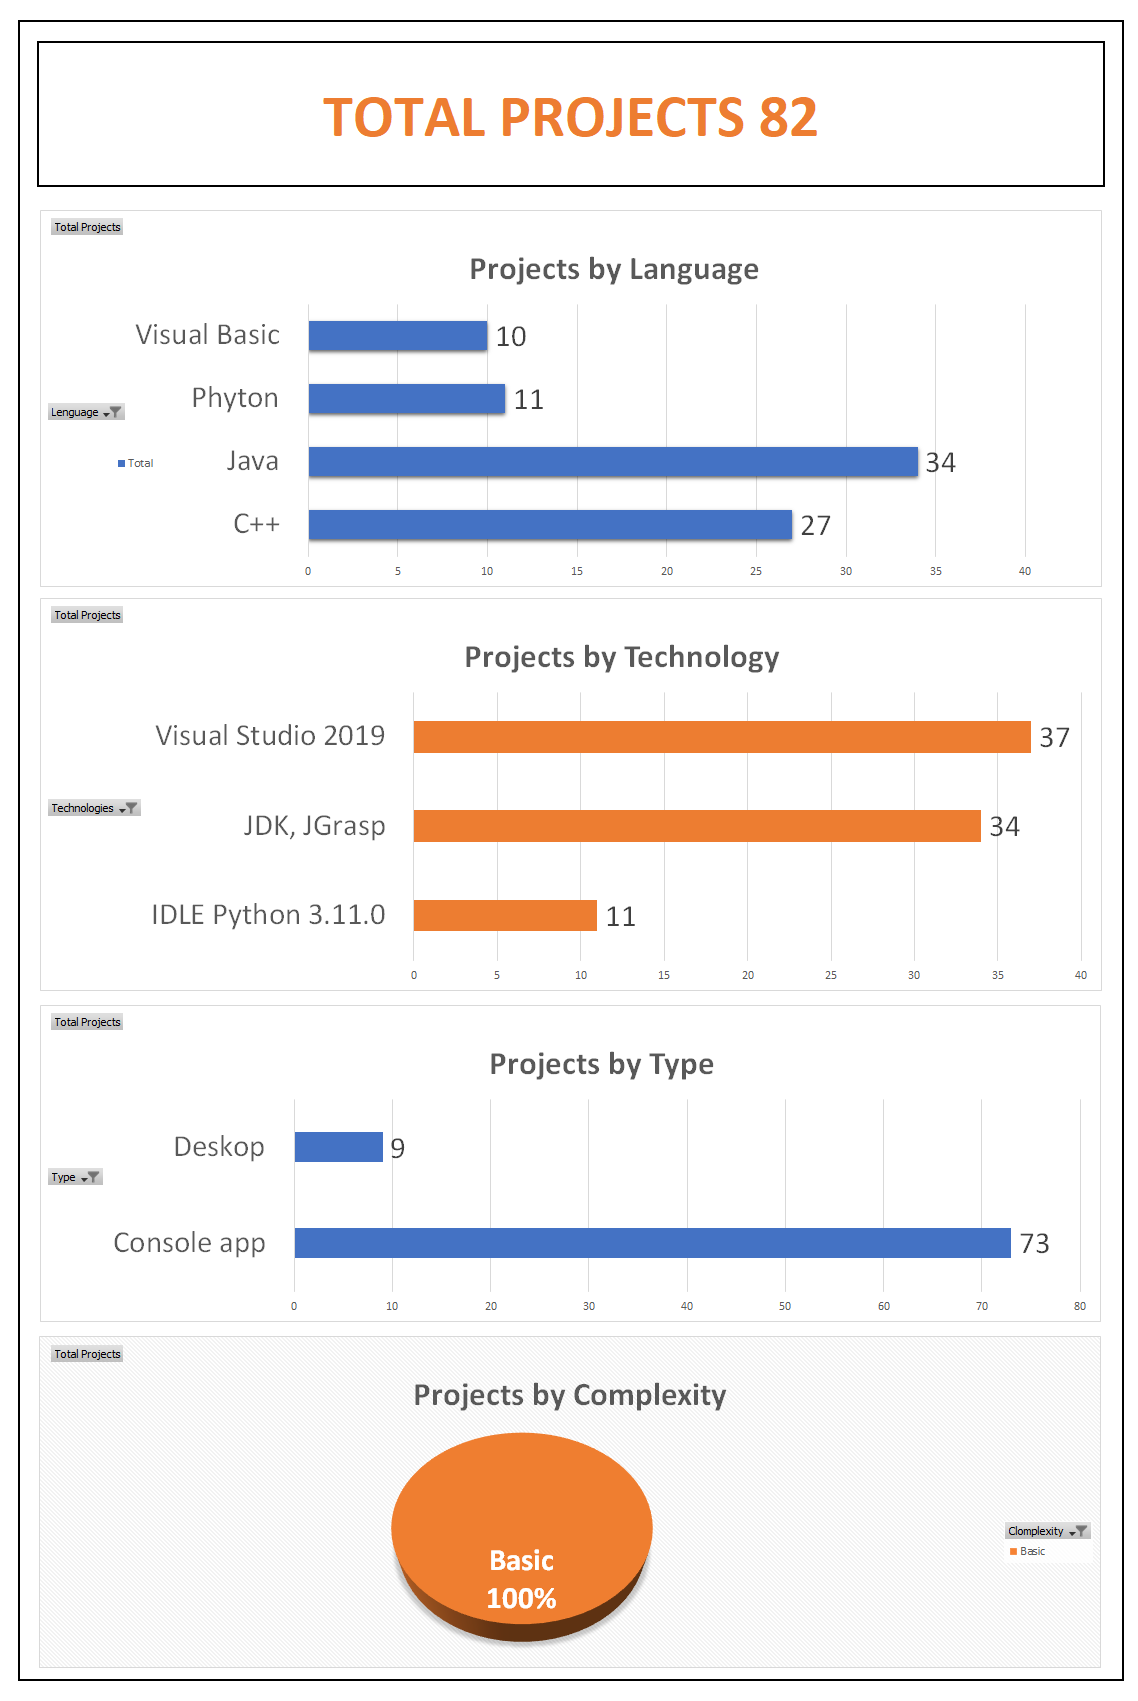 TOTAL PROJECTS 82
Total Projects
Projects by Language
Visual Basic 10
Phyton 11
Lenguage
Total
Java 34
C++ 27
0 5 10 15 20 25 30 35 40
Total Projects
Projects by Technology
Visual Studio 2019 37
Technologies
JDK, JGrasp 34
IDLE Python 3.11.0 11
0 5 10 15 20 25 30 35 40
Total Projects
Projects by Type
Deskop 9
Type
Console app 73
0 10 20 30 40 50 60 70 80
Total Projects
Projects by Complexity
Basic
100%
Clomplexity
Basic